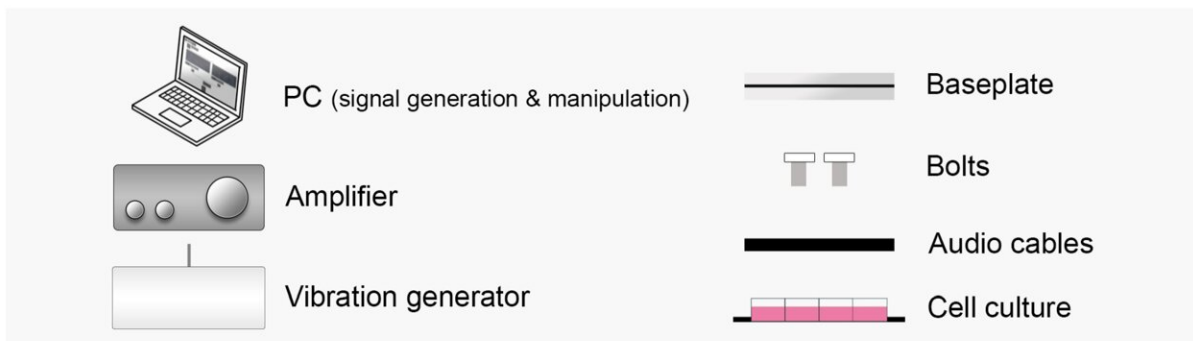 PC (signal generation & manipulation)
Amplifier
Vibration generator
Baseplate
Bolts
Audio cables
Cell culture